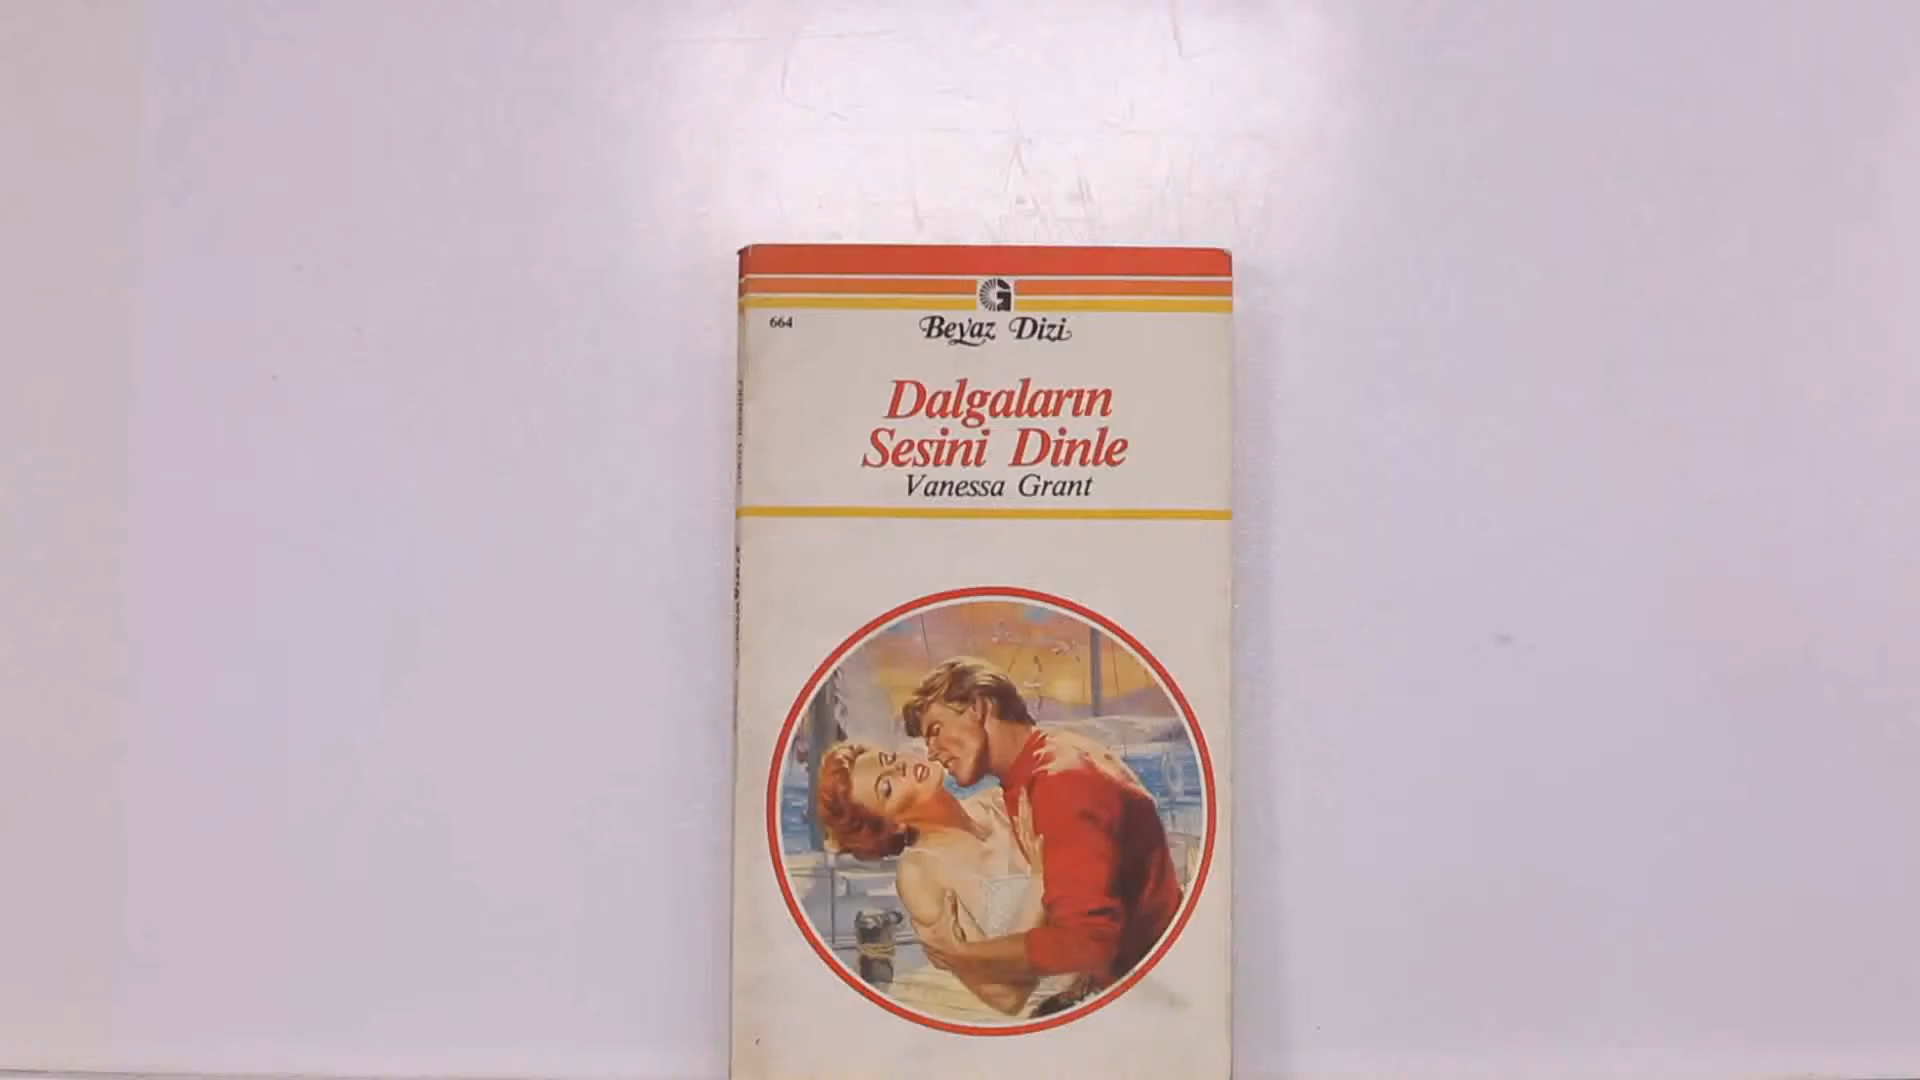 664
Beyaz Dizi
Dalgaların
Sesini Dinle
Vanessa Grant